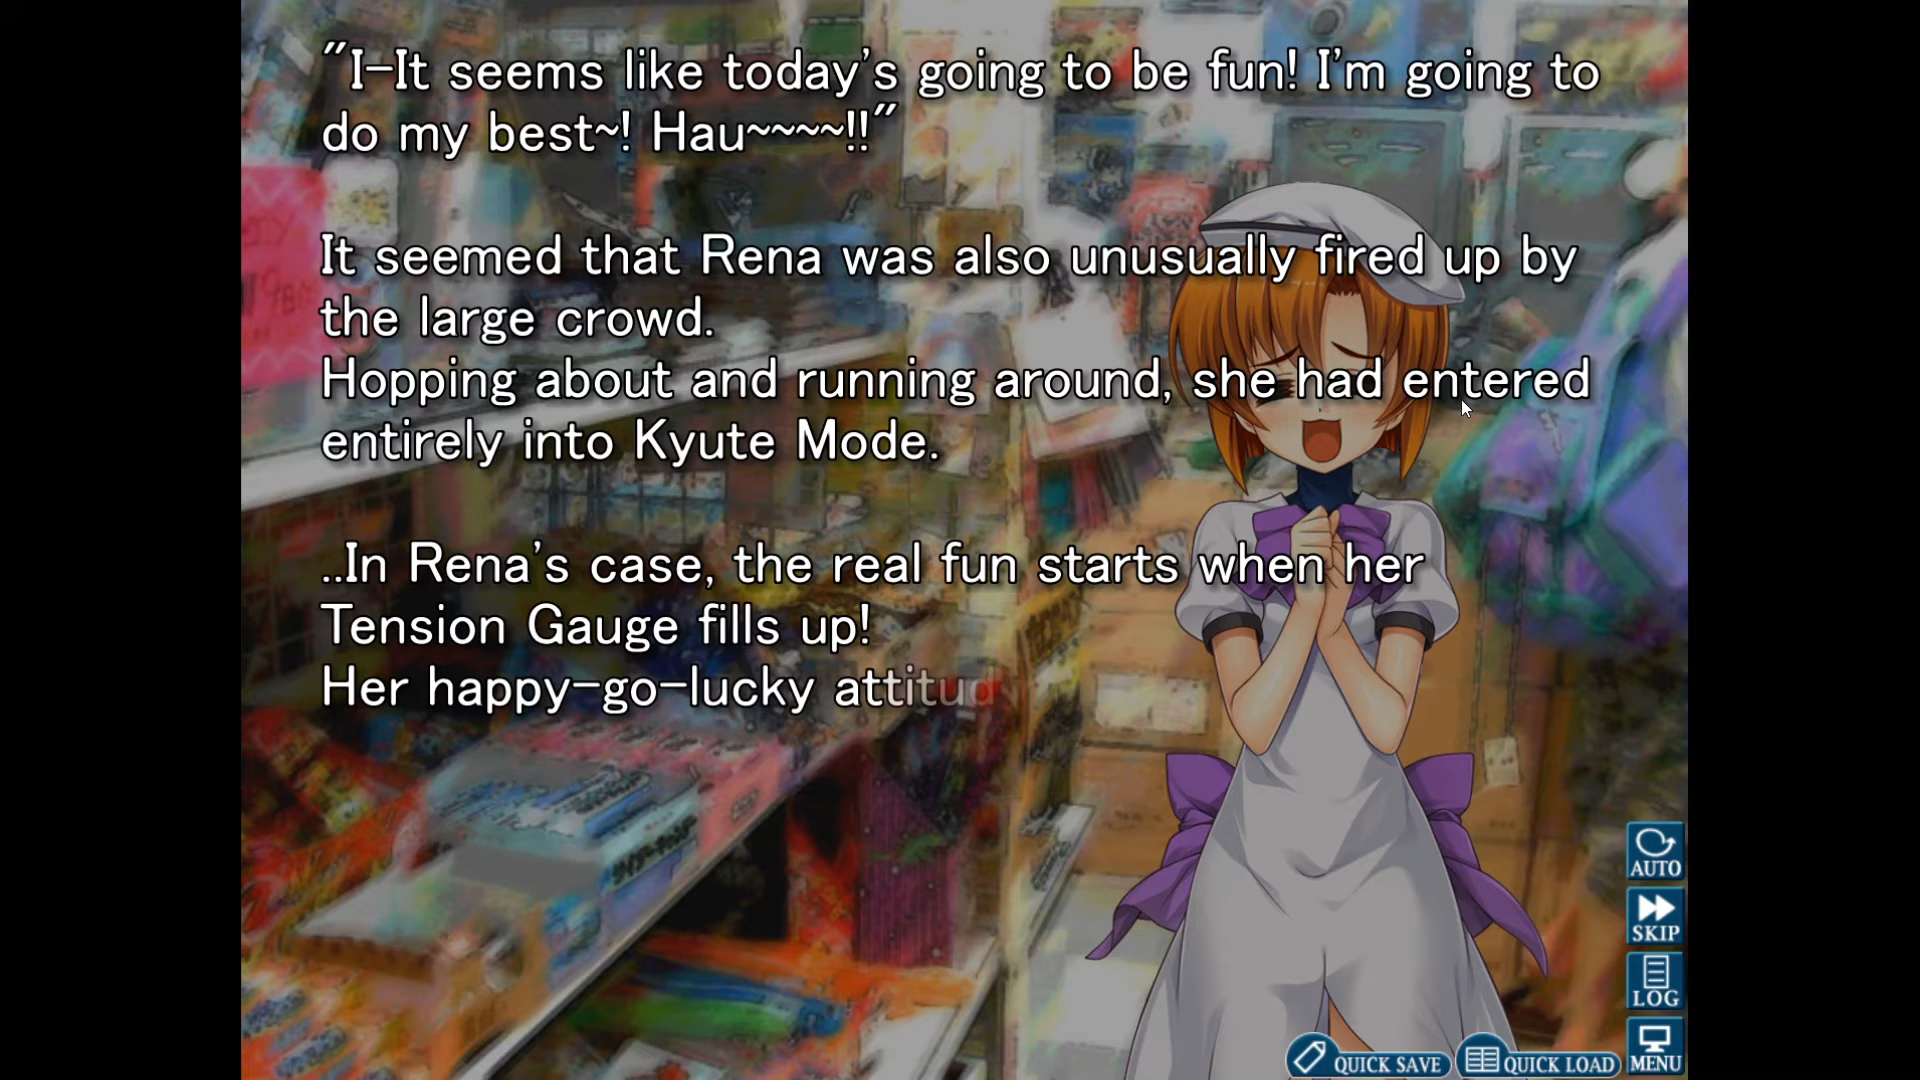 "I-It seems like today's going to be fun! I'm going to
do my best~! Hau~~~~!!"
It seemed that Rena was also unusually fired up by
the large crowd.
Hopping about and running around, she had entered
entirely into Kyute Mode.
..In Rena's case, the real fun starts when her
Tension Gauge fills up!
Her happy-go-lucky attitud
AUTO
SKIP
LOG
MENU
QUICK SAVE
QUICK LOAD